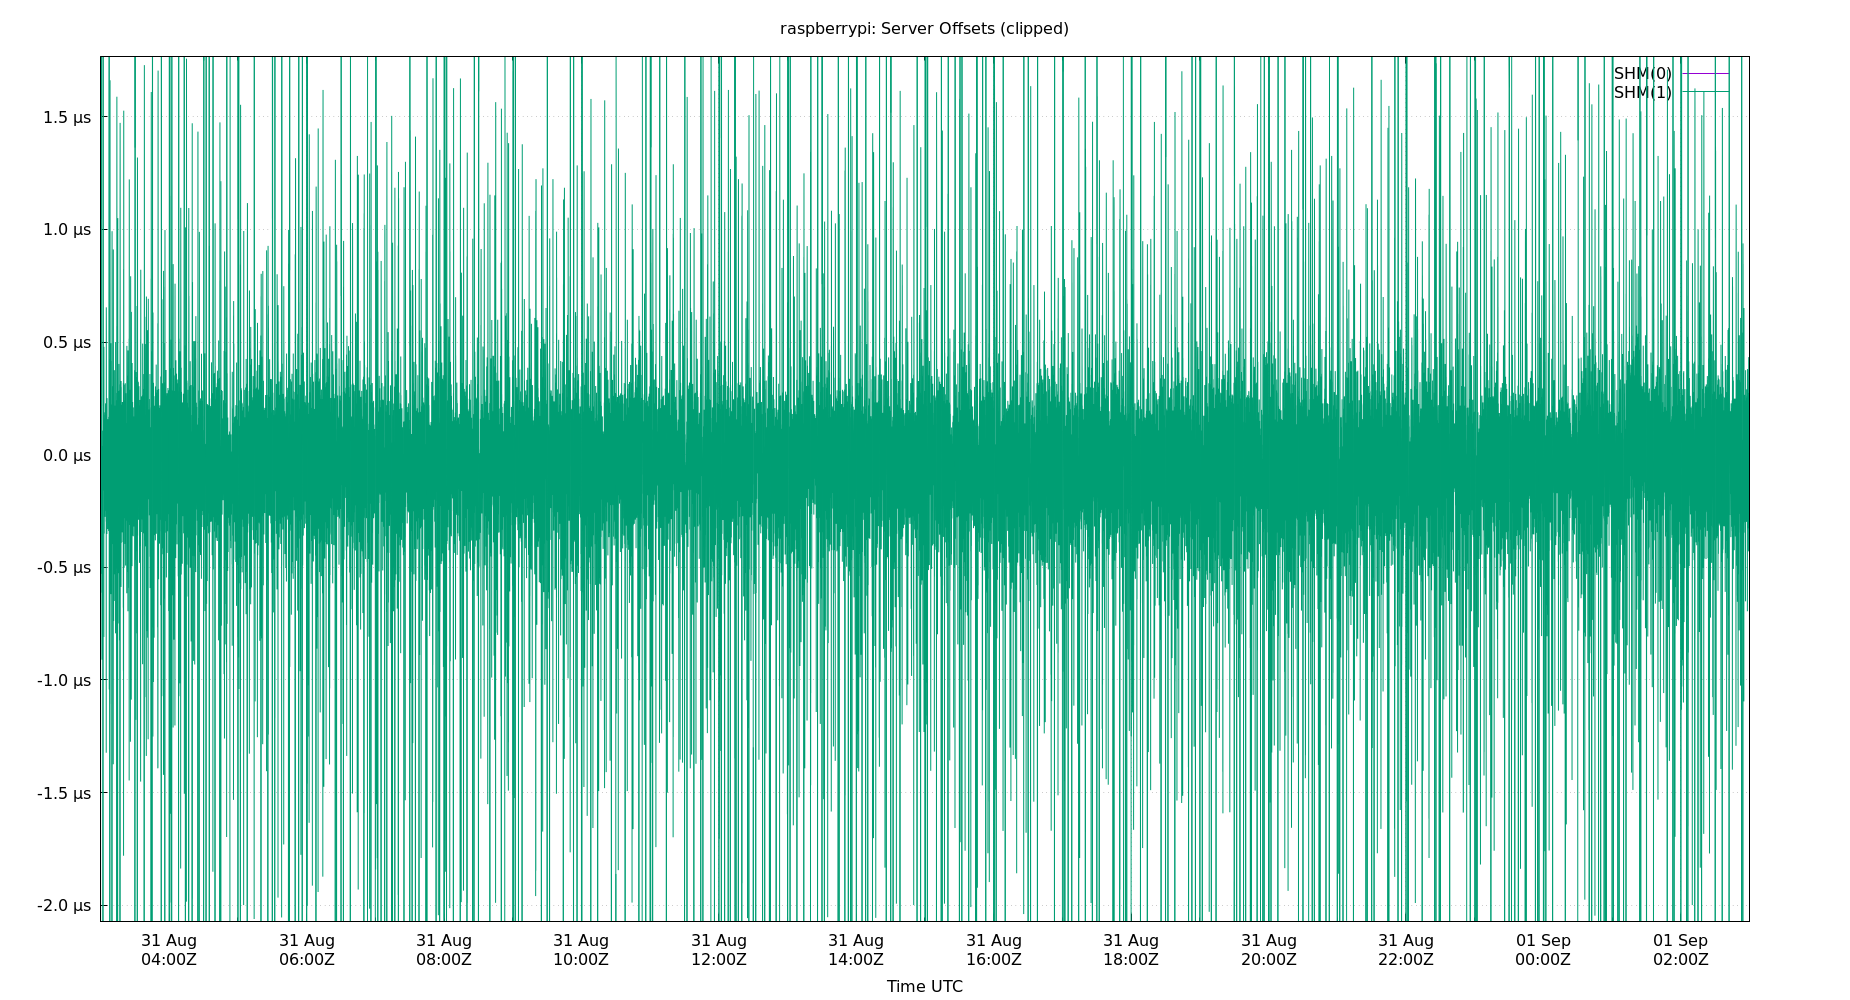 raspberrypi: Server Offsets (clipped)
SHM(0)
SHM(1)
1.5 µs
1.0 µs
0.5 µs
0.0 µs
-0.5 µs
-1.0 µs
-1.5 µs
-2.0 µs
31 Aug 31 Aug 31 Aug 31 Aug 31 Aug 31 Aug 31 Aug 31 Aug 31 Aug 31 Aug 01 Sep 01 Sep
04:00Z 06:00Z 08:00Z 10:00Z 12:00Z 14:00Z 16:00Z 18:00Z 20:00Z 22:00Z 00:00Z 02:00Z
Time UTC